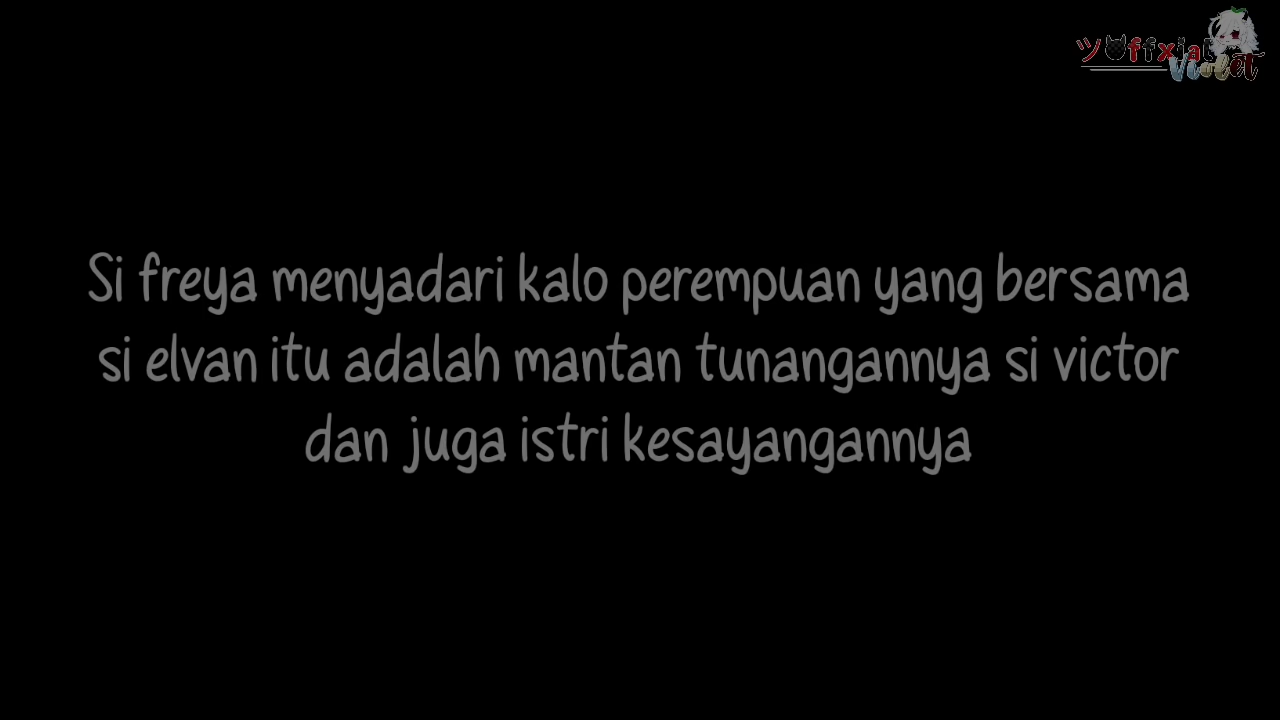 Violet
Si freya menyadari kalo perempuan yang bersama
si elvan itu adalah mantan tunangannya si victor
dan juga istri kesayangannya